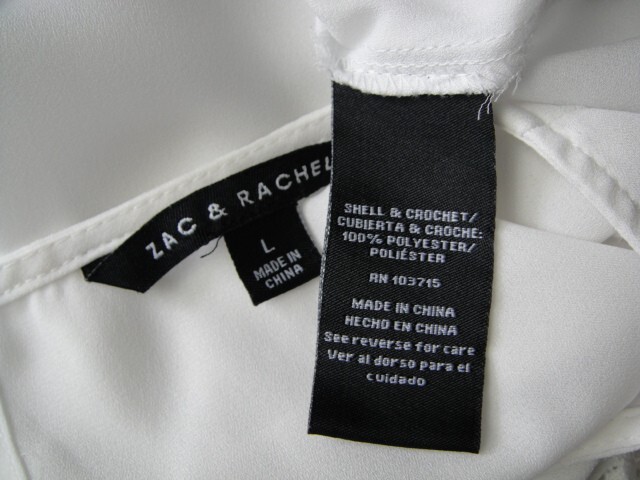 ZAC & RACHEL
L
MADE IN
CHINA
SHELL & CROCHET/
CUBIERTA & CROCHE:
100% POLYESTER/
POLIÉSTER
RN 103715
MADE IN CHINA
HECHO EN CHINA
See reverse for care
Ver al dorso para el
cuidado